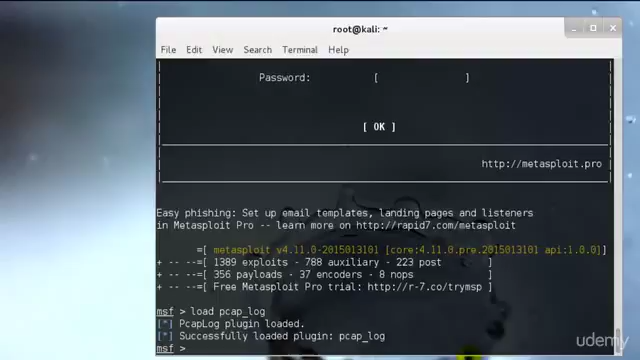 root@kali: ~
File Edit View Search Terminal Help
Password: [ ]
[ OK ]
http://metasploit.pro
Easy phishing: Set up email templates, landing pages and listeners
in Metasploit Pro -- learn more on http://rapid7.com/metasploit
=[ metasploit v4.11.0-2015013101 [core:4.11.0.pre.2015013101 api:1.0.0]]
+ -- --=[ 1389 exploits - 788 auxiliary - 223 post ]
+ -- --=[ 356 payloads - 37 encoders - 8 nops ]
+ -- --=[ Free Metasploit Pro trial: http://r-7.co/trymsp ]
msf > load pcap_log
[*] PcapLog plugin loaded.
[*] Successfully loaded plugin: pcap_log
msf >
udemy